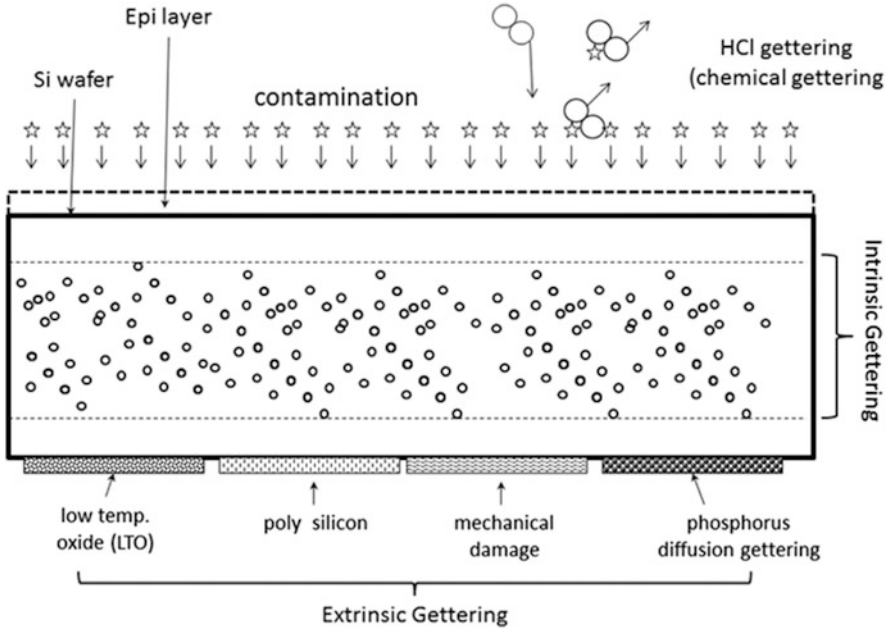 Epi layer
Si wafer
contamination
HCl gettering
(chemical gettering
Intrinsic Gettering
low temp.
oxide (LTO)
poly silicon
mechanical
damage
phosphorus
diffusion gettering
Extrinsic Gettering